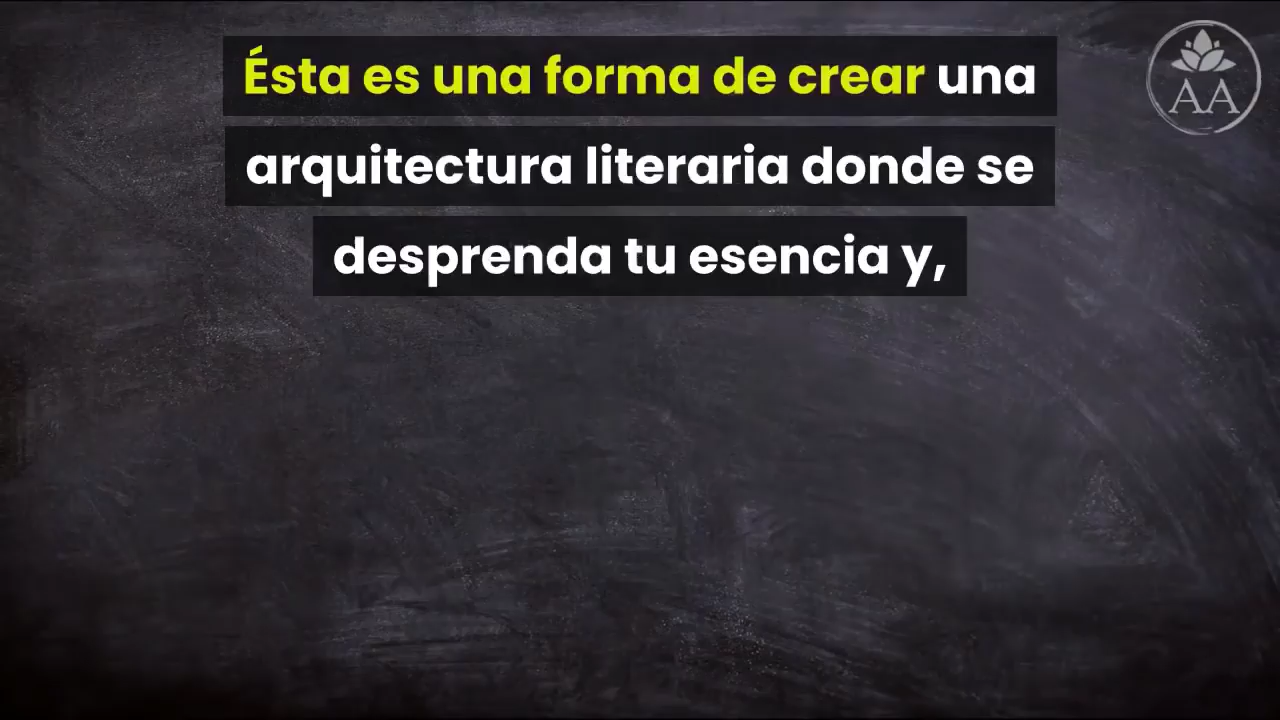 Ésta es una forma de crear una
arquitectura literaria donde se
desprenda tu esencia y,
AA